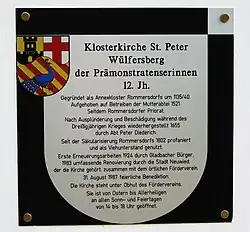 Klosterkirche St. Peter
Wülfersberg
der Prämonstratenserinnen
12. Jh.
Gegründet als Annexkloster Rommersdorfs um 1135/40.
Aufgehoben auf Betreiben der Mutterabtei 1521.
Seitdem Rommersdorfer Priorat.
Nach Ausplünderung und Beschädigung während des
Dreißigjährigen Krieges wiederhergestellt 1655
durch Abt Peter Diederich
Seit der Säkularisierung Rommersdorfs 1802 profaniert
und als Viehunterstand genutzt.
Erste Erneuerungsarbeiten 1924 durch Gladbacher Bürger,
1983 umfassende Renovierung durch die Stadt Neuwied,
der die Kirche gehört, zusammen mit dem örtlichen Förderverein.
31. August 1987 feierliche Benediktion.
Die Kirche steht unter Obhut des Fördervereins.
Sie ist von Ostern bis Allerheiligen
an allen Sonn- und Feiertagen
von 14 bis 18 Uhr geöffnet.